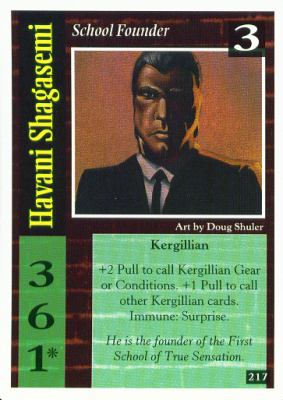 School Founder
3
Havani Shagasemi
Art by Doug Shuler
3
6
1*
Kergillian
+2 Pull to call Kergillian Gear
or Conditions. +1 Pull to call
other Kergillian cards.
Immune: Surprise.
He is the founder of the First
School of True Sensation.
217